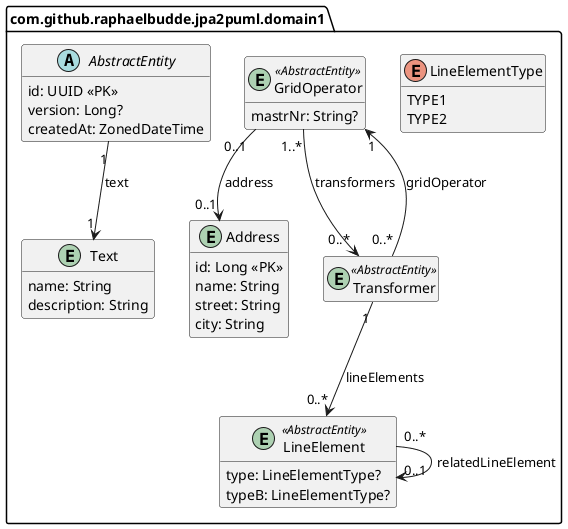 com.github.raphaelbudde.jpa2puml.domain1
A AbstractEntity
id: UUID «PK»
version: Long?
createdAt: ZonedDateTime
E «AbstractEntity»
GridOperator
mastrNr: String?
E LineElementType
TYPE1
TYPE2
1
text
1
0..1
address
0..1
1..*
transformers
0..*
1
gridOperator
0..*
E Text
name: String
description: String
E Address
id: Long «PK»
name: String
street: String
city: String
E «AbstractEntity»
Transformer
1
lineElements
0..*
E «AbstractEntity»
LineElement
type: LineElementType?
typeB: LineElementType?
0..*
relatedLineElement
0..1